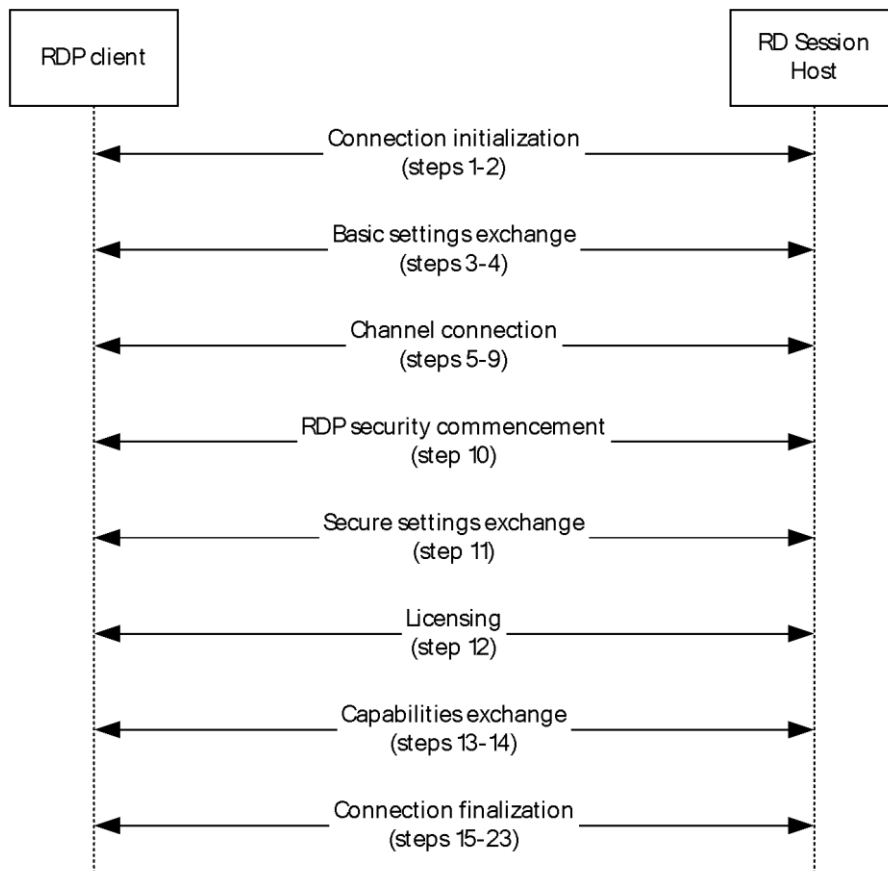 RDP client
RD Session
Host
Connection initialization
(steps 1-2)
Basic settings exchange
(steps 3-4)
Channel connection
(steps 5-9)
RDP security commencement
(step 10)
Secure settings exchange
(step 11)
Licensing
(step 12)
Capabilities exchange
(steps 13-14)
Connection finalization
(steps 15-23)